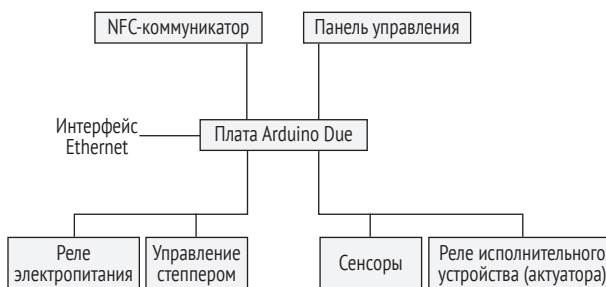 NFC-коммуникатор
Панель управления
Интерфейс
Ethernet
Плата Arduino Due
Реле
электропитания
Управление
степпером
Сенсоры
Реле исполнительного
устройства (актуатора)